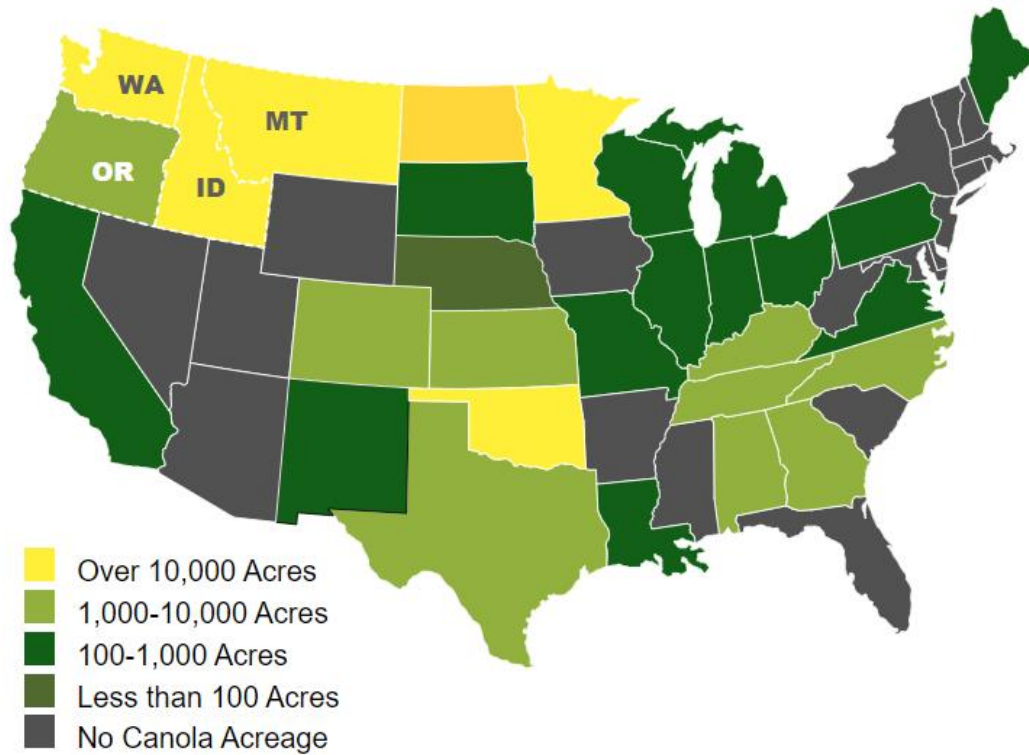 WA
MT
OR
ID
Over 10,000 Acres
1,000-10,000 Acres
100-1,000 Acres
Less than 100 Acres
No Canola Acreage